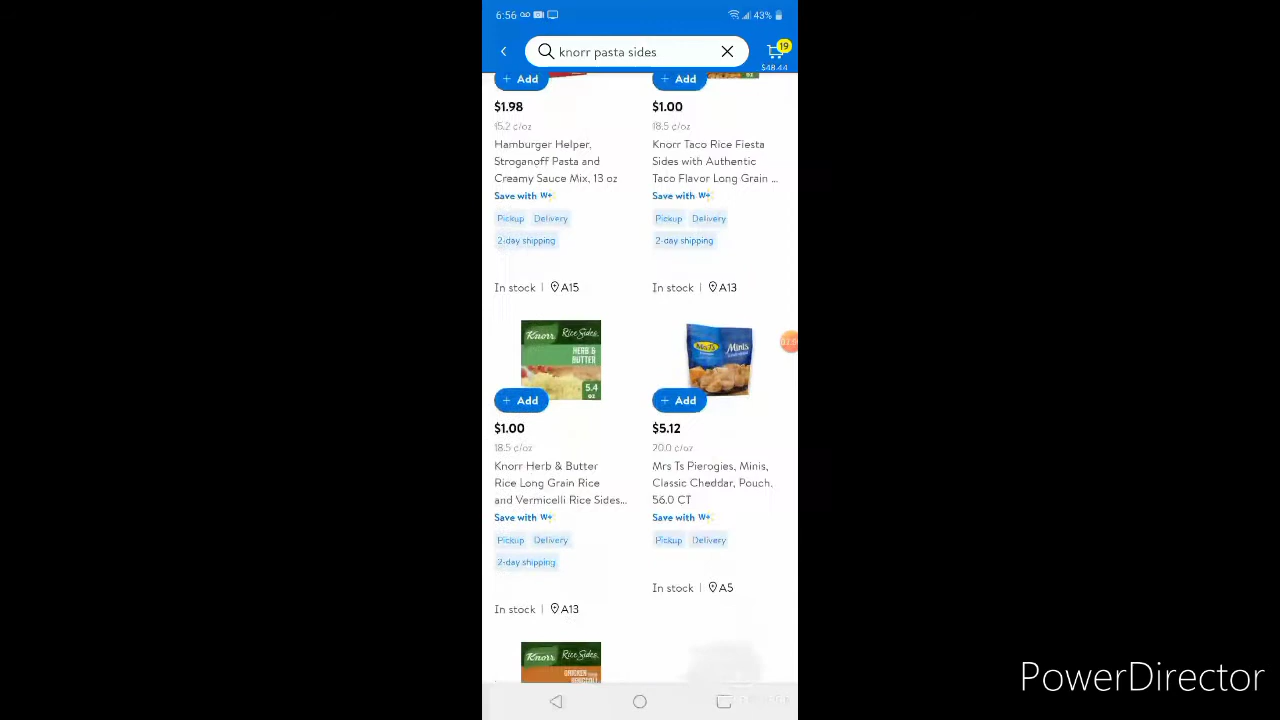 6:56
43%
knorr pasta sides
19
$48.44
+ Add
+ Add
$1.98
$1.00
15.2 ¢/oz
18.5 ¢/oz
Hamburger Helper,
Stroganoff Pasta and
Creamy Sauce Mix, 13 oz
Knorr Taco Rice Fiesta
Sides with Authentic
Taco Flavor Long Grain ...
Save with W+
Save with W+
Pickup Delivery
Pickup Delivery
2-day shipping
2-day shipping
In stock | A15
In stock | A13
Knorr Rice Sides
HERB &
BUTTER
5.4
oz
Mrs. T's
Minis
+ Add
+ Add
$1.00
$5.12
18.5 ¢/oz
20.0 ¢/oz
Knorr Herb & Butter
Rice Long Grain Rice
and Vermicelli Rice Sides...
Mrs Ts Pierogies, Minis,
Classic Cheddar, Pouch,
56.0 CT
Save with W+
Save with W+
Pickup Delivery
Pickup Delivery
2-day shipping
In stock | A5
In stock | A13
Knorr Rice Sides
CHICKEN
BROCCOLI
PowerDirector